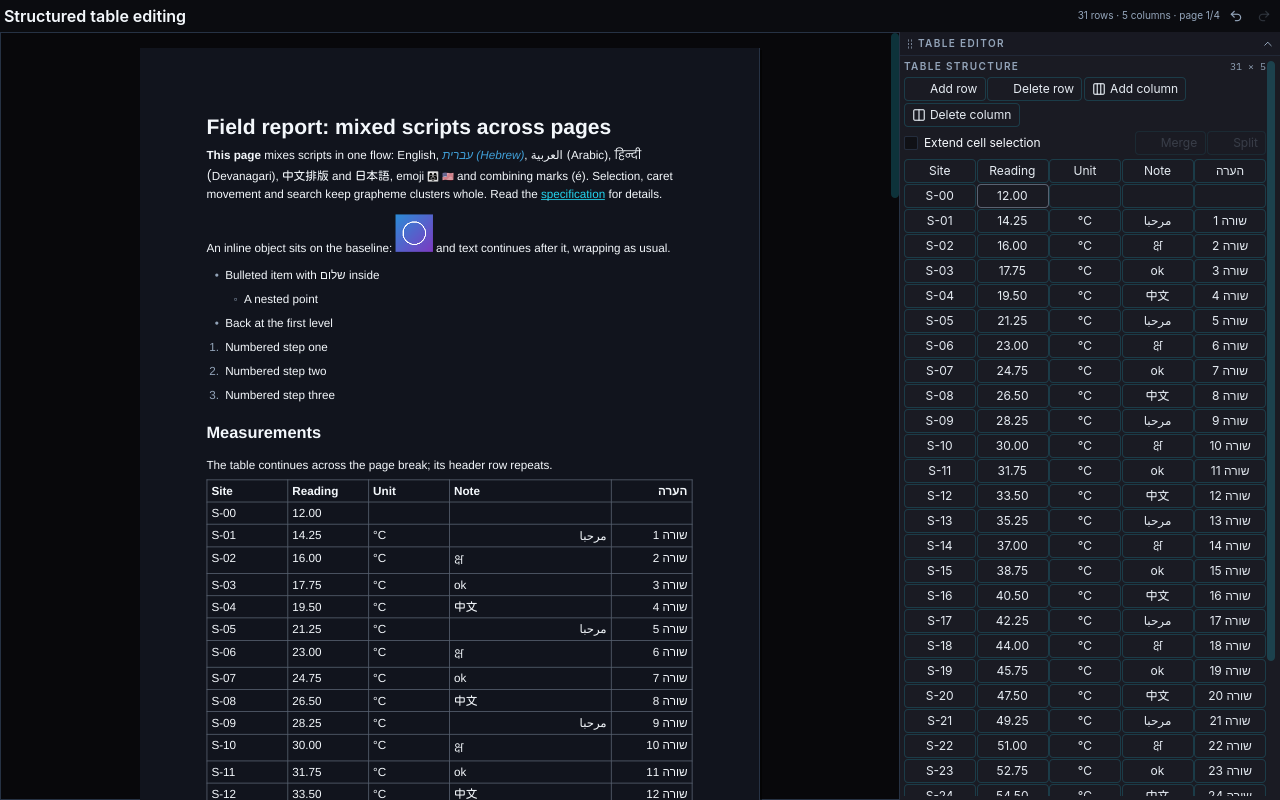 Structured table editing
31 rows · 5 columns · page 1/4
Field report: mixed scripts across pages
This page mixes scripts in one flow: English, עברית (Hebrew), العربية (Arabic), हिन्दी
(Devanagari), 中文排版 and 日本語, emoji 🇺🇸 and combining marks (é). Selection, caret
movement and search keep grapheme clusters whole. Read the specification for details.
An inline object sits on the baseline: and text continues after it, wrapping as usual.
• Bulleted item with שלום inside
◦ A nested point
• Back at the first level
1. Numbered step one
2. Numbered step two
3. Numbered step three
Measurements
The table continues across the page break; its header row repeats.
Site Reading Unit Note הערה
S-00 12.00
S-01 14.25 °C مرحبا שורה 1
S-02 16.00 °C क्षि שורה 2
S-03 17.75 °C ok שורה 3
S-04 19.50 °C 中文 שורה 4
S-05 21.25 °C مرحبا שורה 5
S-06 23.00 °C क्षि שורה 6
S-07 24.75 °C ok שורה 7
S-08 26.50 °C 中文 שורה 8
S-09 28.25 °C مرحبا שורה 9
S-10 30.00 °C क्षि שורה 10
S-11 31.75 °C ok שורה 11
S-12 33.50 °C 中文 שורה 12
TABLE EDITOR
TABLE STRUCTURE 31 × 5
Add row Delete row Add column
Delete column
Extend cell selection Merge Split
Site Reading Unit Note הערה
S-00 12.00
S-01 14.25 °C مرحبا שורה 1
S-02 16.00 °C क्षि שורה 2
S-03 17.75 °C ok שורה 3
S-04 19.50 °C 中文 שורה 4
S-05 21.25 °C مرحبا שורה 5
S-06 23.00 °C क्षि שורה 6
S-07 24.75 °C ok שורה 7
S-08 26.50 °C 中文 שורה 8
S-09 28.25 °C مرحبا שורה 9
S-10 30.00 °C क्षि שורה 10
S-11 31.75 °C ok שורה 11
S-12 33.50 °C 中文 שורה 12
S-13 35.25 °C مرحبا שורה 13
S-14 37.00 °C क्षि שורה 14
S-15 38.75 °C ok שורה 15
S-16 40.50 °C 中文 שורה 16
S-17 42.25 °C مرحبا שורה 17
S-18 44.00 °C क्षि שורה 18
S-19 45.75 °C ok שורה 19
S-20 47.50 °C 中文 שורה 20
S-21 49.25 °C مرحبا שורה 21
S-22 51.00 °C क्षि שורה 22
S-23 52.75 °C ok שורה 23
S-24 54.50 °C 中文 שורה 24